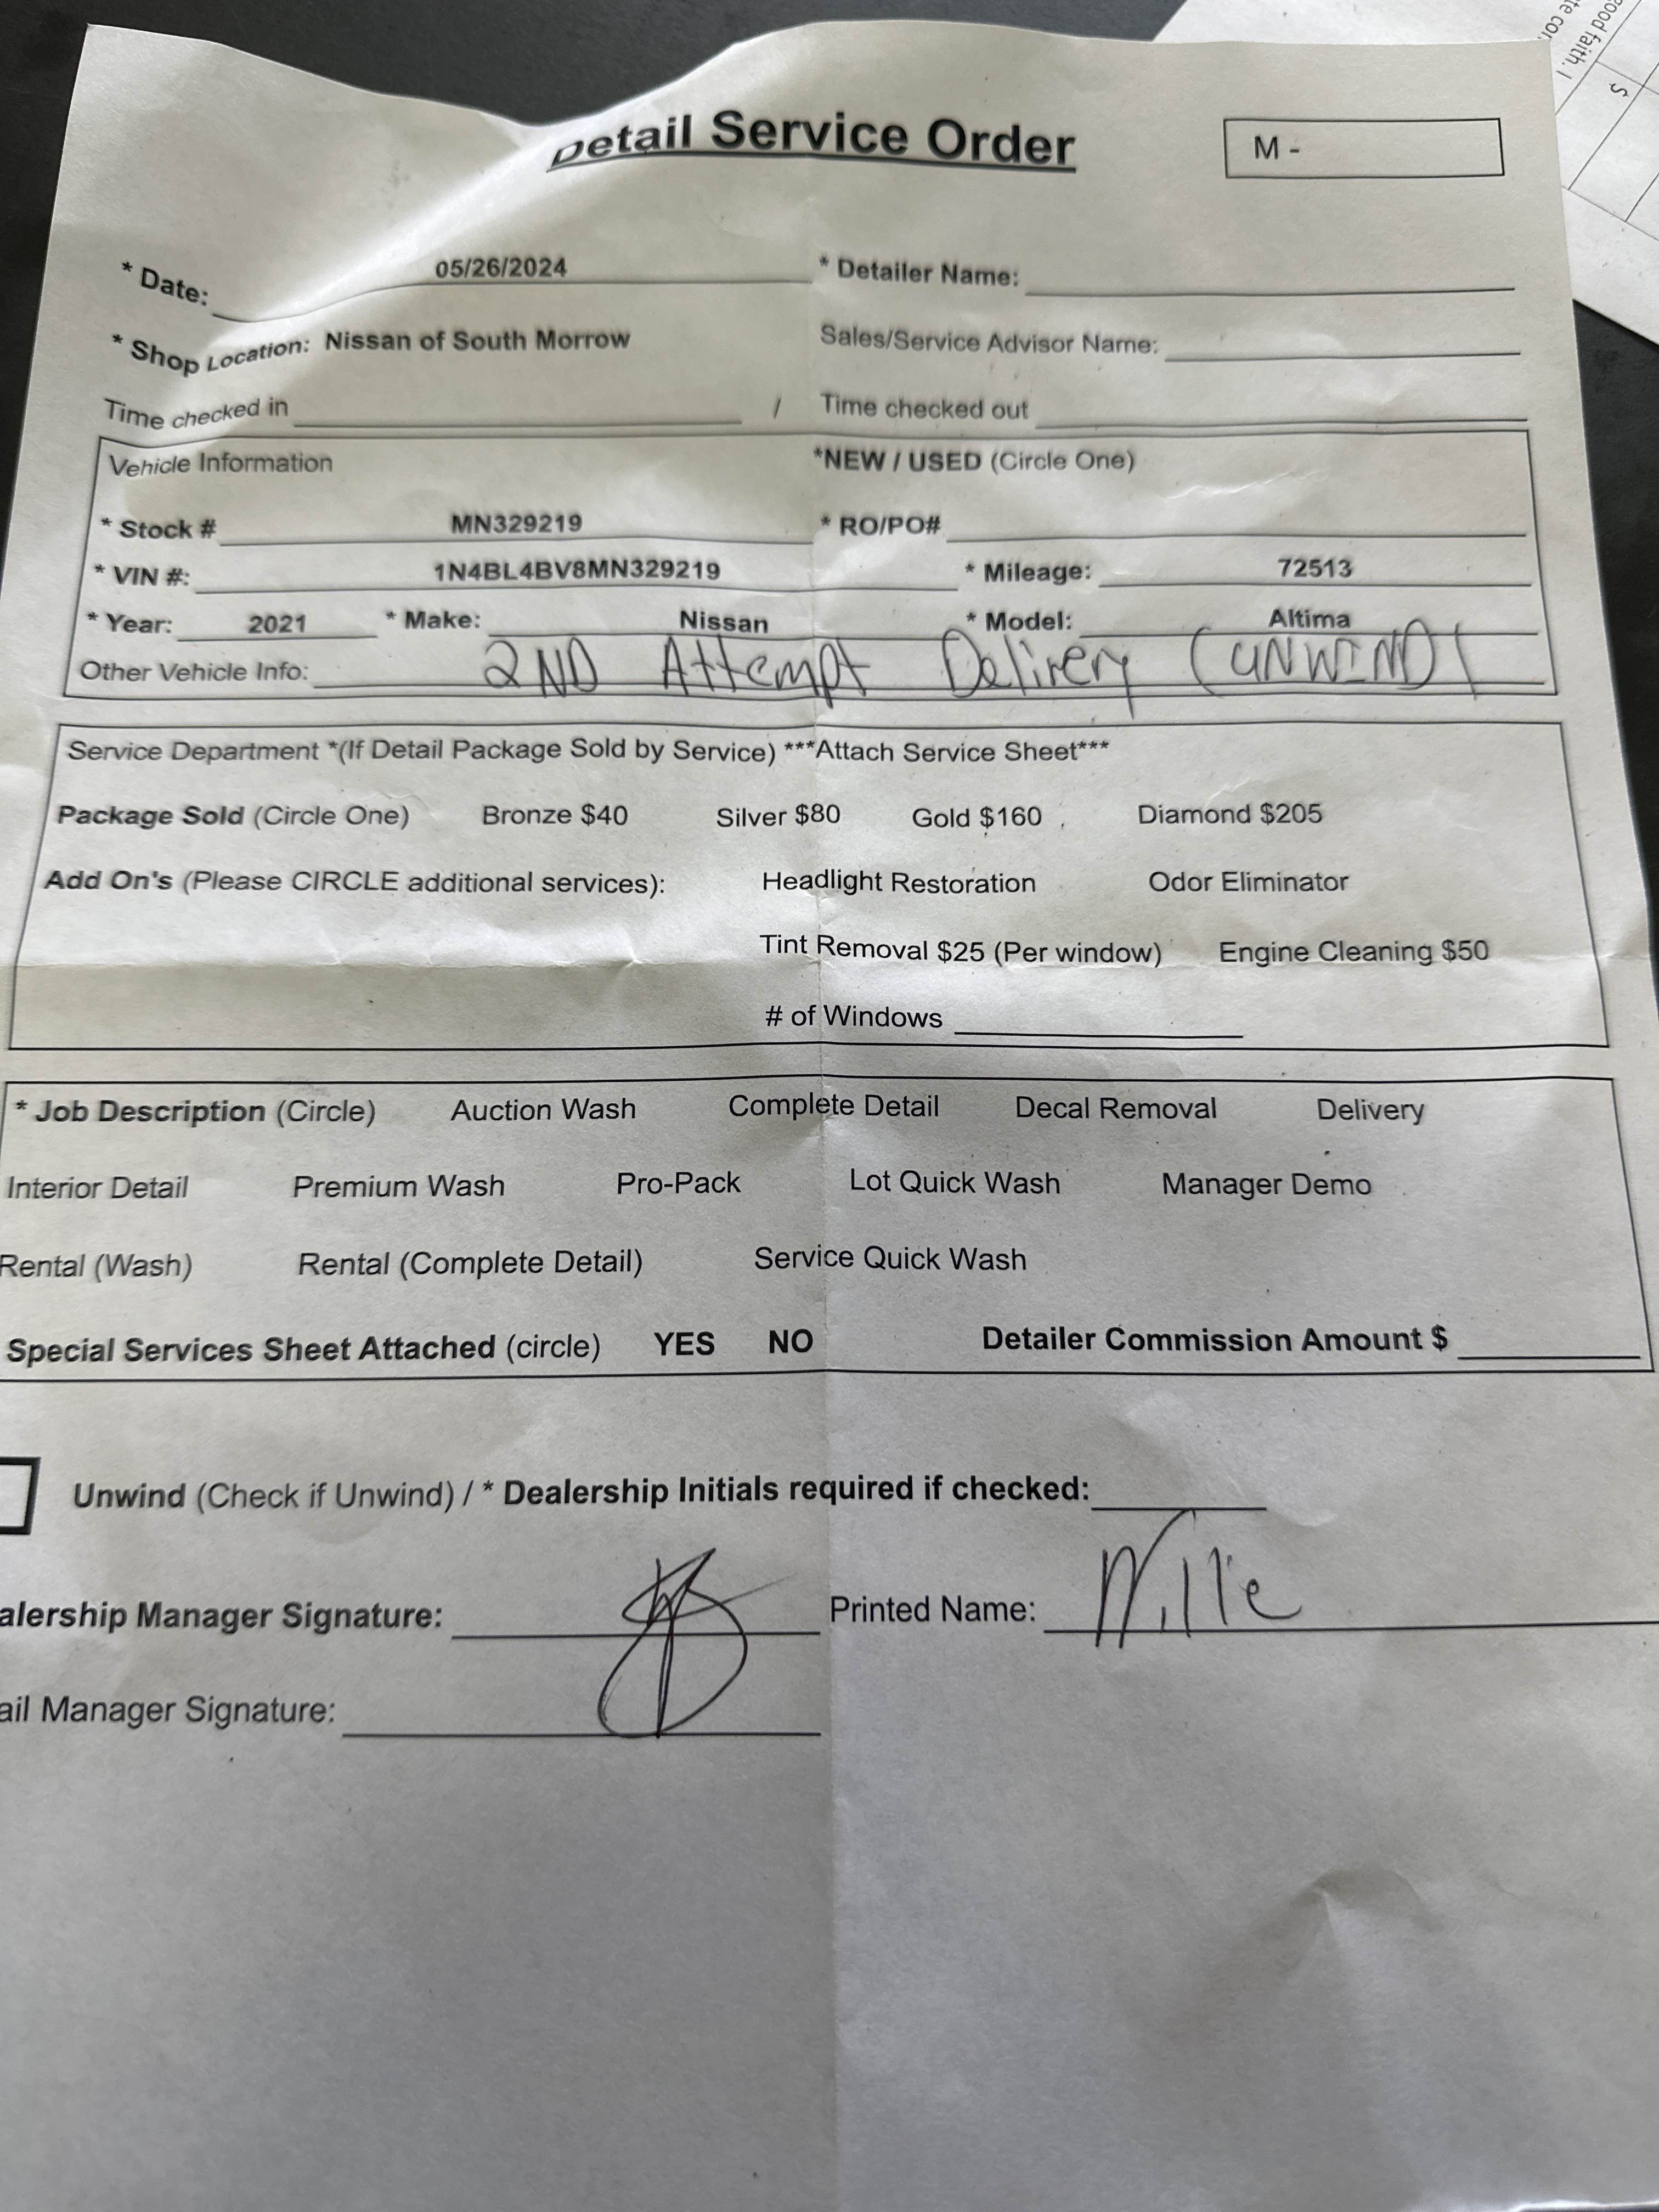 Detail Service Order
M -
* Date: 05/26/2024 * Detailer Name:
* Shop Location: Nissan of South Morrow Sales/Service Advisor Name:
Time checked in / Time checked out
Vehicle Information *NEW / USED (Circle One)
* Stock # MN329219 * RO/PO#
* VIN #: 1N4BL4BV8MN329219 * Mileage: 72513
* Year: 2021 * Make: Nissan * Model: Altima
Other Vehicle Info: 2ND Attempt Delivery (UNWIND)
Service Department *(If Detail Package Sold by Service) ***Attach Service Sheet***
Package Sold (Circle One) Bronze $40 Silver $80 Gold $160 Diamond $205
Add On's (Please CIRCLE additional services): Headlight Restoration Odor Eliminator
Tint Removal $25 (Per window) Engine Cleaning $50
# of Windows
* Job Description (Circle) Auction Wash Complete Detail Decal Removal Delivery
Interior Detail Premium Wash Pro-Pack Lot Quick Wash Manager Demo
Rental (Wash) Rental (Complete Detail) Service Quick Wash
Special Services Sheet Attached (circle) YES NO Detailer Commission Amount $
Unwind (Check if Unwind) / * Dealership Initials required if checked:
alership Manager Signature: Printed Name: Willie
ail Manager Signature:
ood faith. I
te con
$